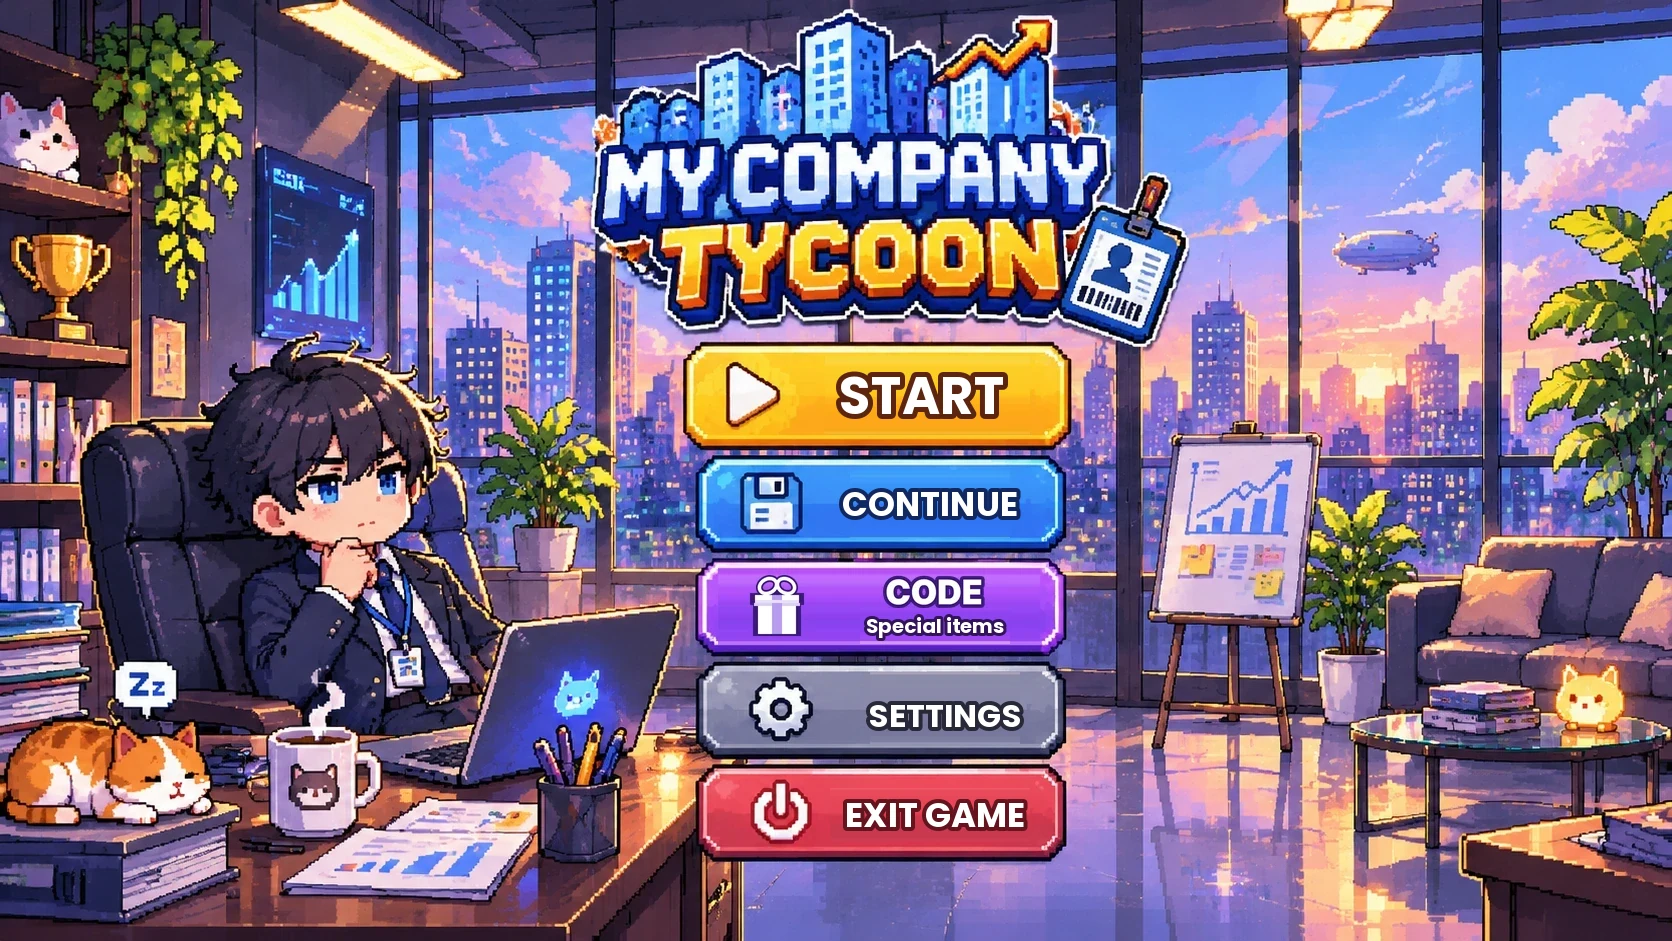 MY COMPANY
TYCOON
START
CONTINUE
CODE
Special items
SETTINGS
EXIT GAME
Zz